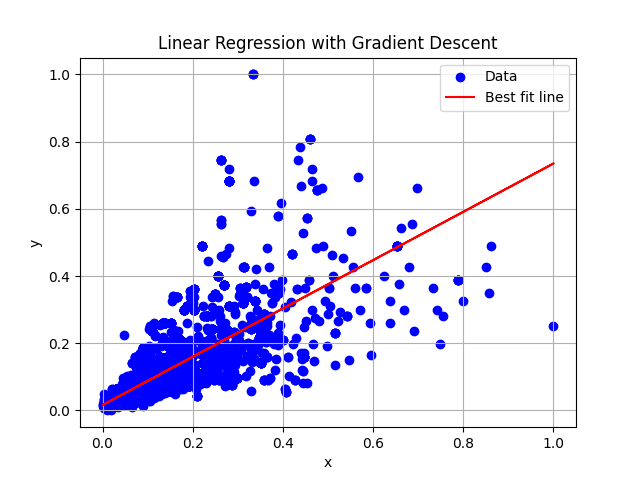 Linear Regression with Gradient Descent
Data
Best fit line
y
1.0
0.8
0.6
0.4
0.2
0.0
0.0 0.2 0.4 0.6 0.8 1.0
x